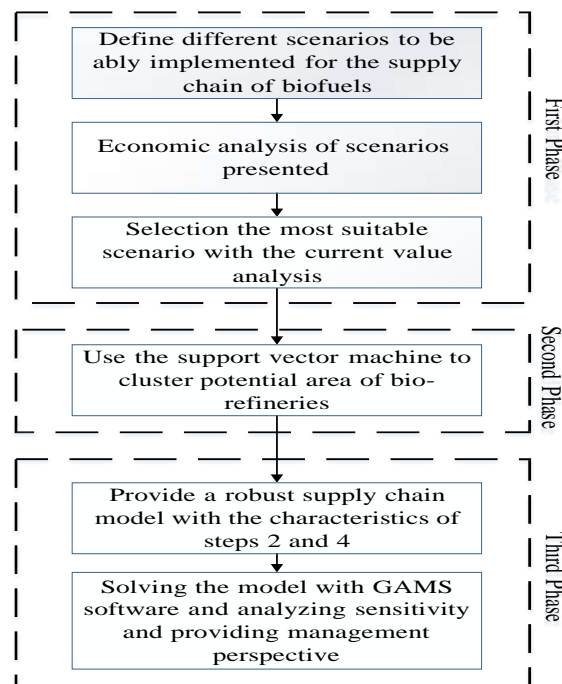 Define different scenarios to be
ably implemented for the supply
chain of biofuels
Economic analysis of scenarios
presented
Selection the most suitable
scenario with the current value
analysis
First Phase
Use the support vector machine to
cluster potential area of bio-
refineries
Second Phase
Provide a robust supply chain
model with the characteristics of
steps 2 and 4
Solving the model with GAMS
software and analyzing sensitivity
and providing management
perspective
Third Phase